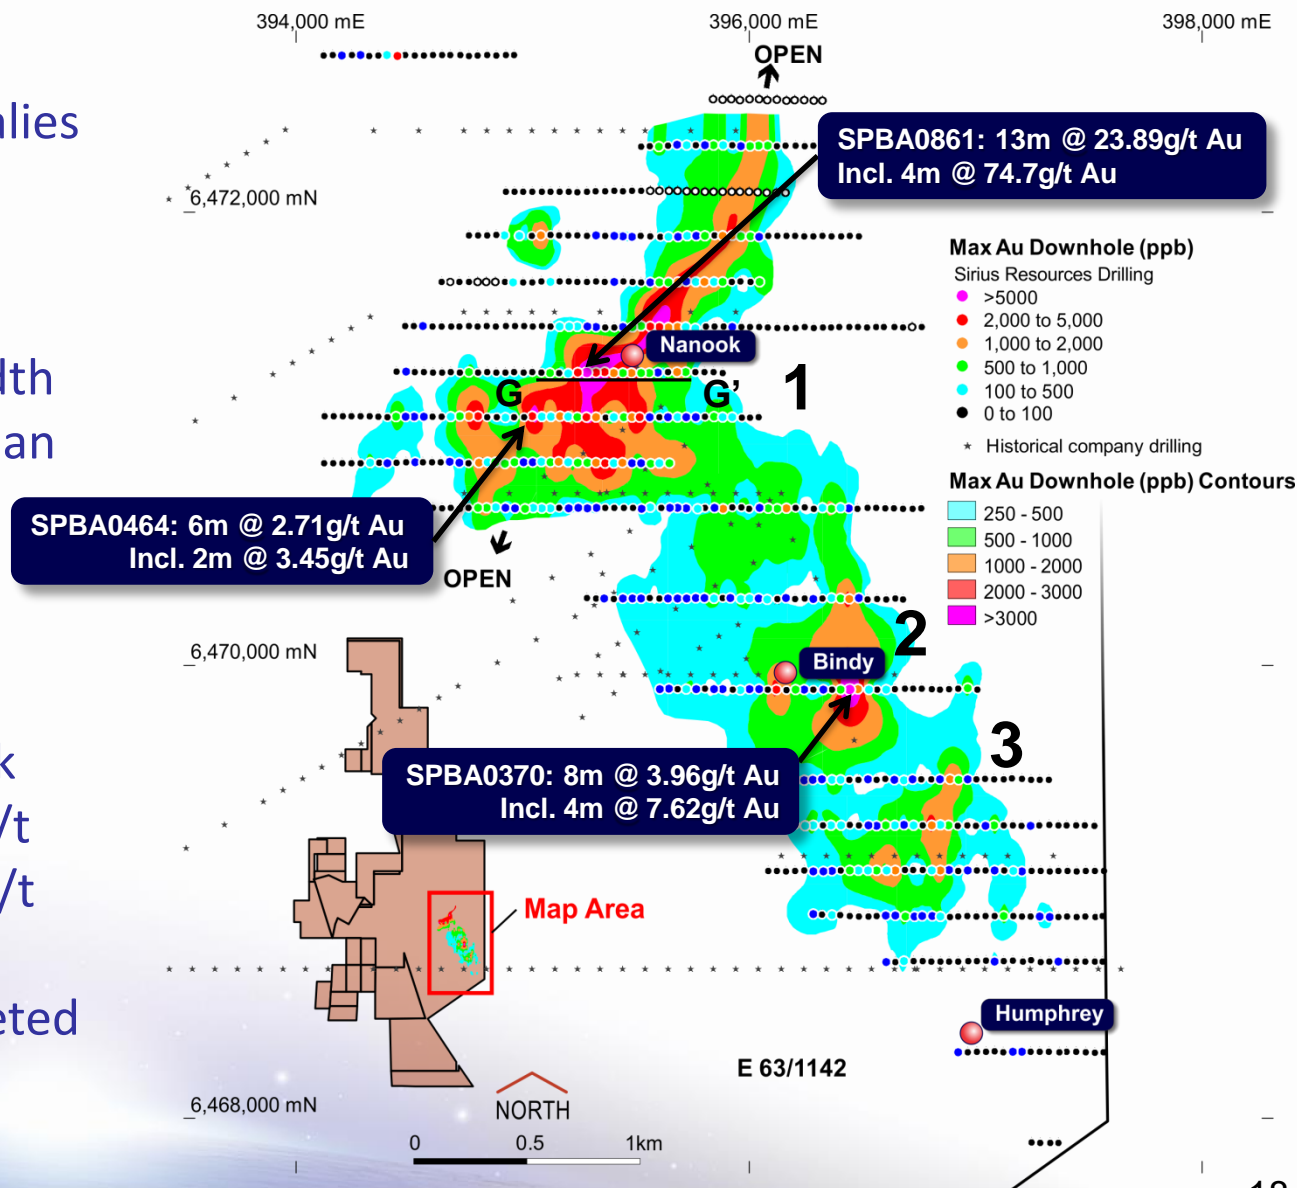 394,000 mE
396,000 mE
398,000 mE
OPEN
SPBA0861: 13m @ 23.89g/t Au
Incl. 4m @ 74.7g/t Au
6,472,000 mN
Max Au Downhole (ppb)
Sirius Resources Drilling
>5000
2,000 to 5,000
1,000 to 2,000
500 to 1,000
100 to 500
0 to 100
Historical company drilling
Max Au Downhole (ppb) Contours
250 - 500
500 - 1000
1000 - 2000
2000 - 3000
>3000
Nanook
G
G’
1
an
SPBA0464: 6m @ 2.71g/t Au
Incl. 2m @ 3.45g/t Au
OPEN
2
6,470,000 mN
Bindy
3
SPBA0370: 8m @ 3.96g/t Au
Incl. 4m @ 7.62g/t Au
/t
/t
Map Area
Humphrey
E 63/1142
6,468,000 mN
NORTH
0 0.5 1km